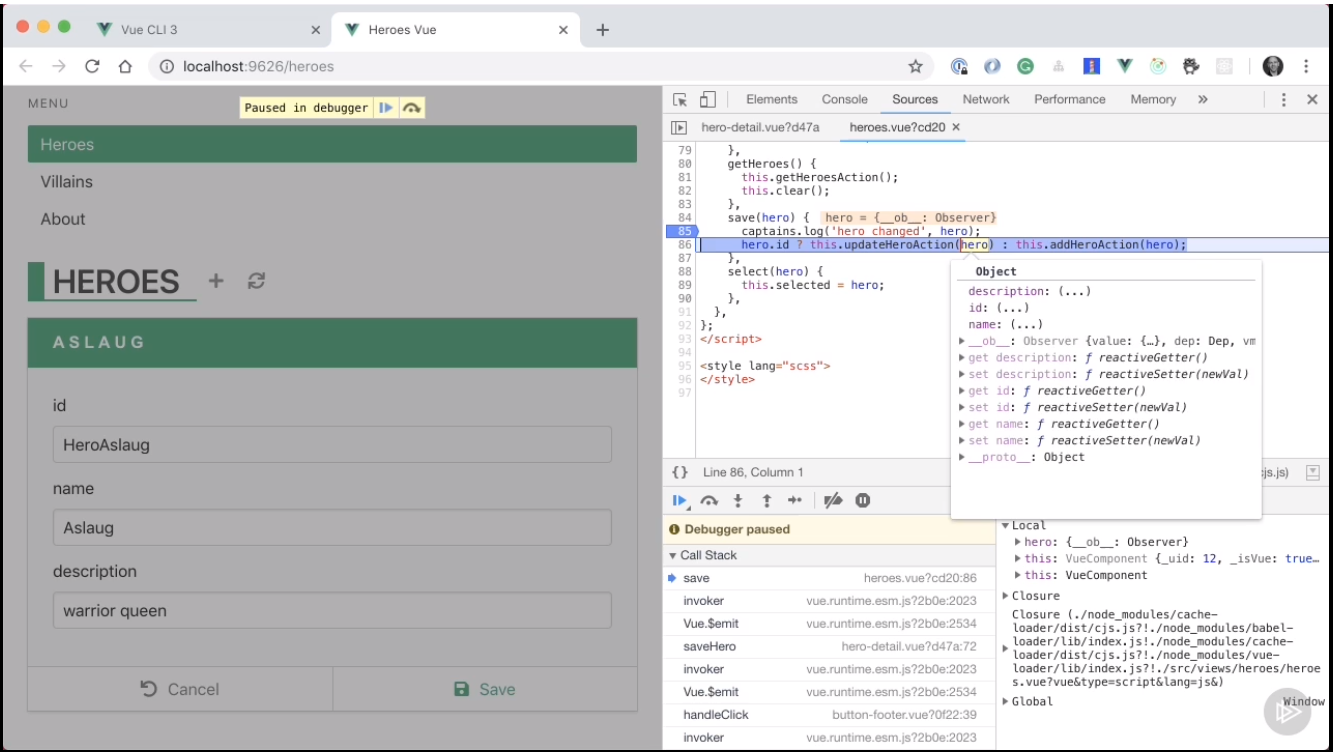 Vue CLI 3
Heroes Vue
localhost:9626/heroes
MENU
Paused in debugger
Heroes
Villains
About
HEROES
ASLAUG
id
HeroAslaug
name
Aslaug
description
warrior queen
Cancel
Save
Elements Console Sources Network Performance Memory »
hero-detail.vue?d47a heroes.vue?cd20
79 },
80 getHeroes() {
81 this.getHeroesAction();
82 this.clear();
83 },
84 save(hero) { hero = {__ob__: Observer}
85 captains.log('hero changed', hero);
86 hero.id ? this.updateHeroAction(hero) : this.addHeroAction(hero);
87 },
88 select(hero) {
89 this.selected = hero;
90 },
91 },
92 };
93 </script>
94
95 <style lang="scss">
96 </style>
97
Object
description: (...)
id: (...)
name: (...)
__ob__: Observer {value: {…}, dep: Dep, vm
get description: ƒ reactiveGetter()
set description: ƒ reactiveSetter(newVal)
get id: ƒ reactiveGetter()
set id: ƒ reactiveSetter(newVal)
get name: ƒ reactiveGetter()
set name: ƒ reactiveSetter(newVal)
__proto__: Object
{} Line 86, Column 1
js.js)
Debugger paused
Call Stack
save heroes.vue?cd20:86
invoker vue.runtime.esm.js?2b0e:2023
Vue.$emit vue.runtime.esm.js?2b0e:2534
saveHero hero-detail.vue?d47a:72
invoker vue.runtime.esm.js?2b0e:2023
Vue.$emit vue.runtime.esm.js?2b0e:2534
handleClick button-footer.vue?0f22:39
invoker vue.runtime.esm.js?2b0e:2023
Local
hero: {__ob__: Observer}
this: VueComponent {_uid: 12, _isVue: true…
this: VueComponent
Closure
Closure (./node_modules/cache-
loader/dist/cjs.js?!./node_modules/babel-
loader/lib/index.js!./node_modules/cache-
loader/dist/cjs.js?!./node_modules/vue-
loader/lib/index.js?!./src/views/heroes/heroe
s.vue?vue&type=script&lang=js&)
Global Window